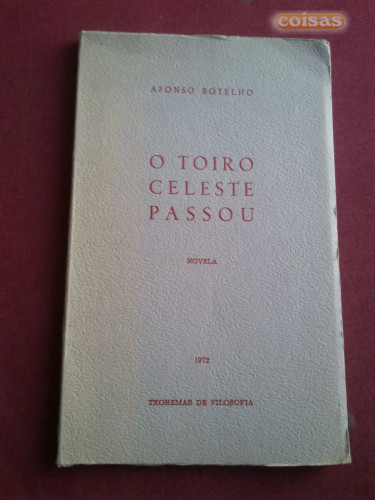 coisas
AFONSO BOTELHO
O TOIRO
CELESTE
PASSOU
NOVELA
1972
TEOREMAS DE FILOSOFIA